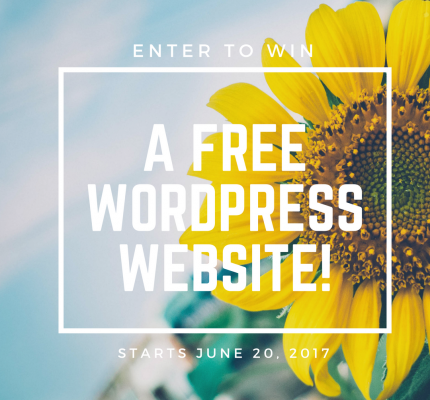 ENTER TO WIN
A FREE
WORDPRESS
WEBSITE!
STARTS JUNE 20, 2017